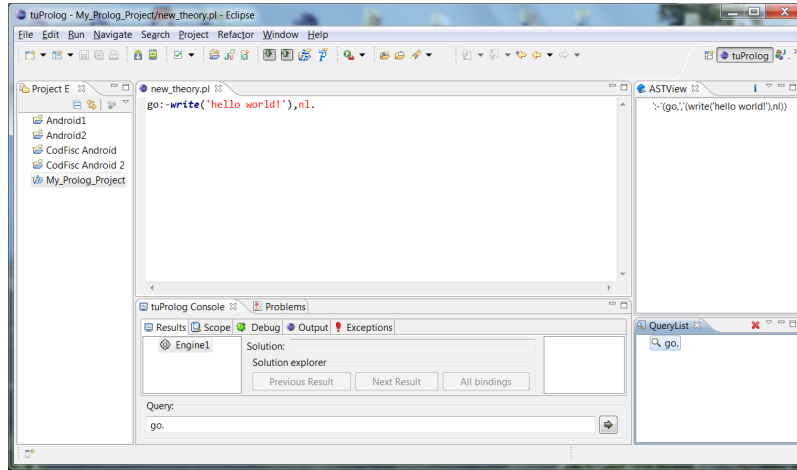 tuProlog - My_Prolog_Project/new_theory.pl - Eclipse
File Edit Run Navigate Search Project Refactor Window Help
tuProlog
Project E
Android1
Android2
CodFisc Android
CodFisc Android 2
My_Prolog_Project
new_theory.pl
go:-write('hello world!'),nl.
ASTView
':-'(go,','(write('hello world!'),nl))
tuProlog Console Problems
Results Scope Debug Output Exceptions
Engine1
Solution:
Solution explorer
Previous Result Next Result All bindings
Query:
go.
QueryList
go.